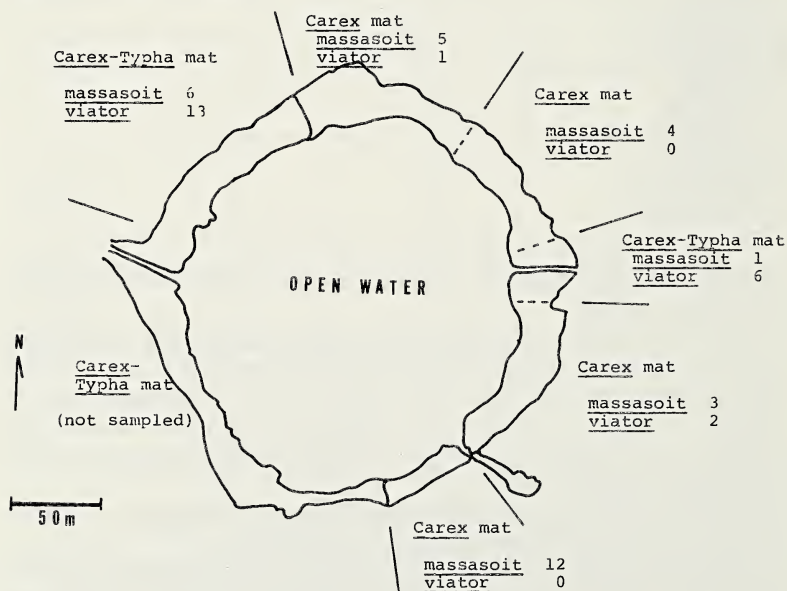 Carex mat
massasoit 5
viator 1
Carex-Typha mat
massasoit 6
viator 13
Carex mat
massasoit 4
viator 0
Carex-Typha mat
massasoit 1
viator 6
OPEN WATER
N
Carex-
Typha mat
(not sampled)
Carex mat
massasoit 3
viator 2
50m
Carex mat
massasoit 12
viator 0